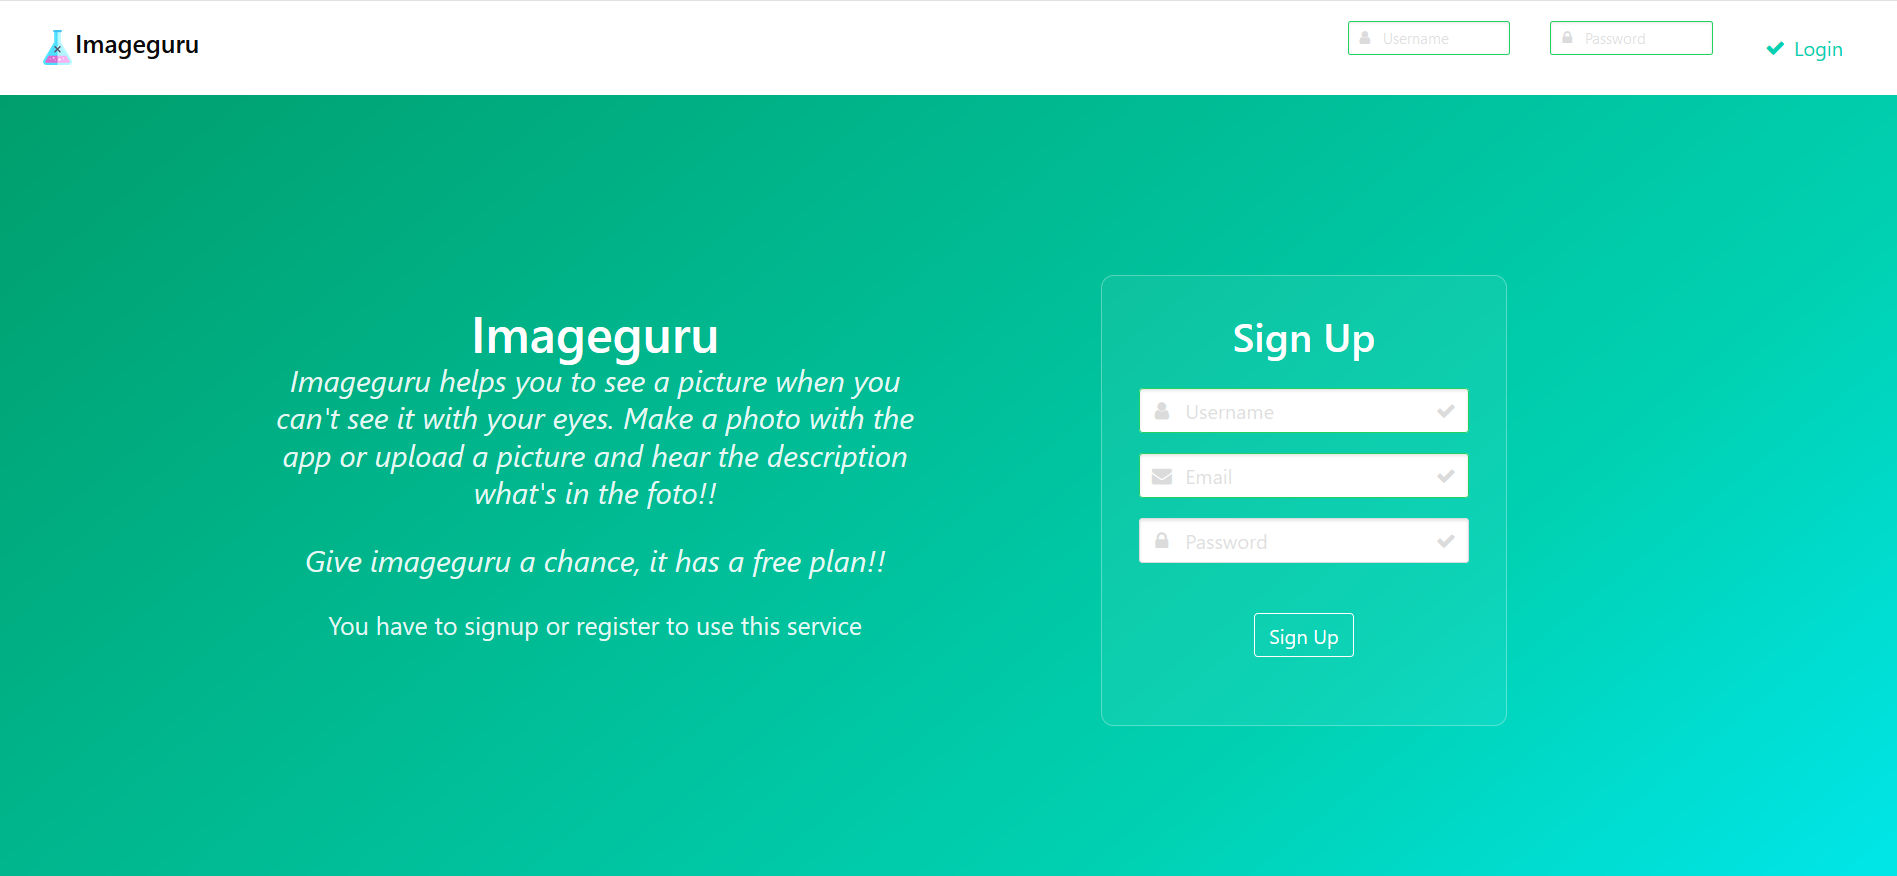 Imageguru
Username
Password
Login
Imageguru
Imageguru helps you to see a picture when you
can't see it with your eyes. Make a photo with the
app or upload a picture and hear the description
what's in the foto!!
Give imageguru a chance, it has a free plan!!
You have to signup or register to use this service
Sign Up
Username
Email
Password
Sign Up